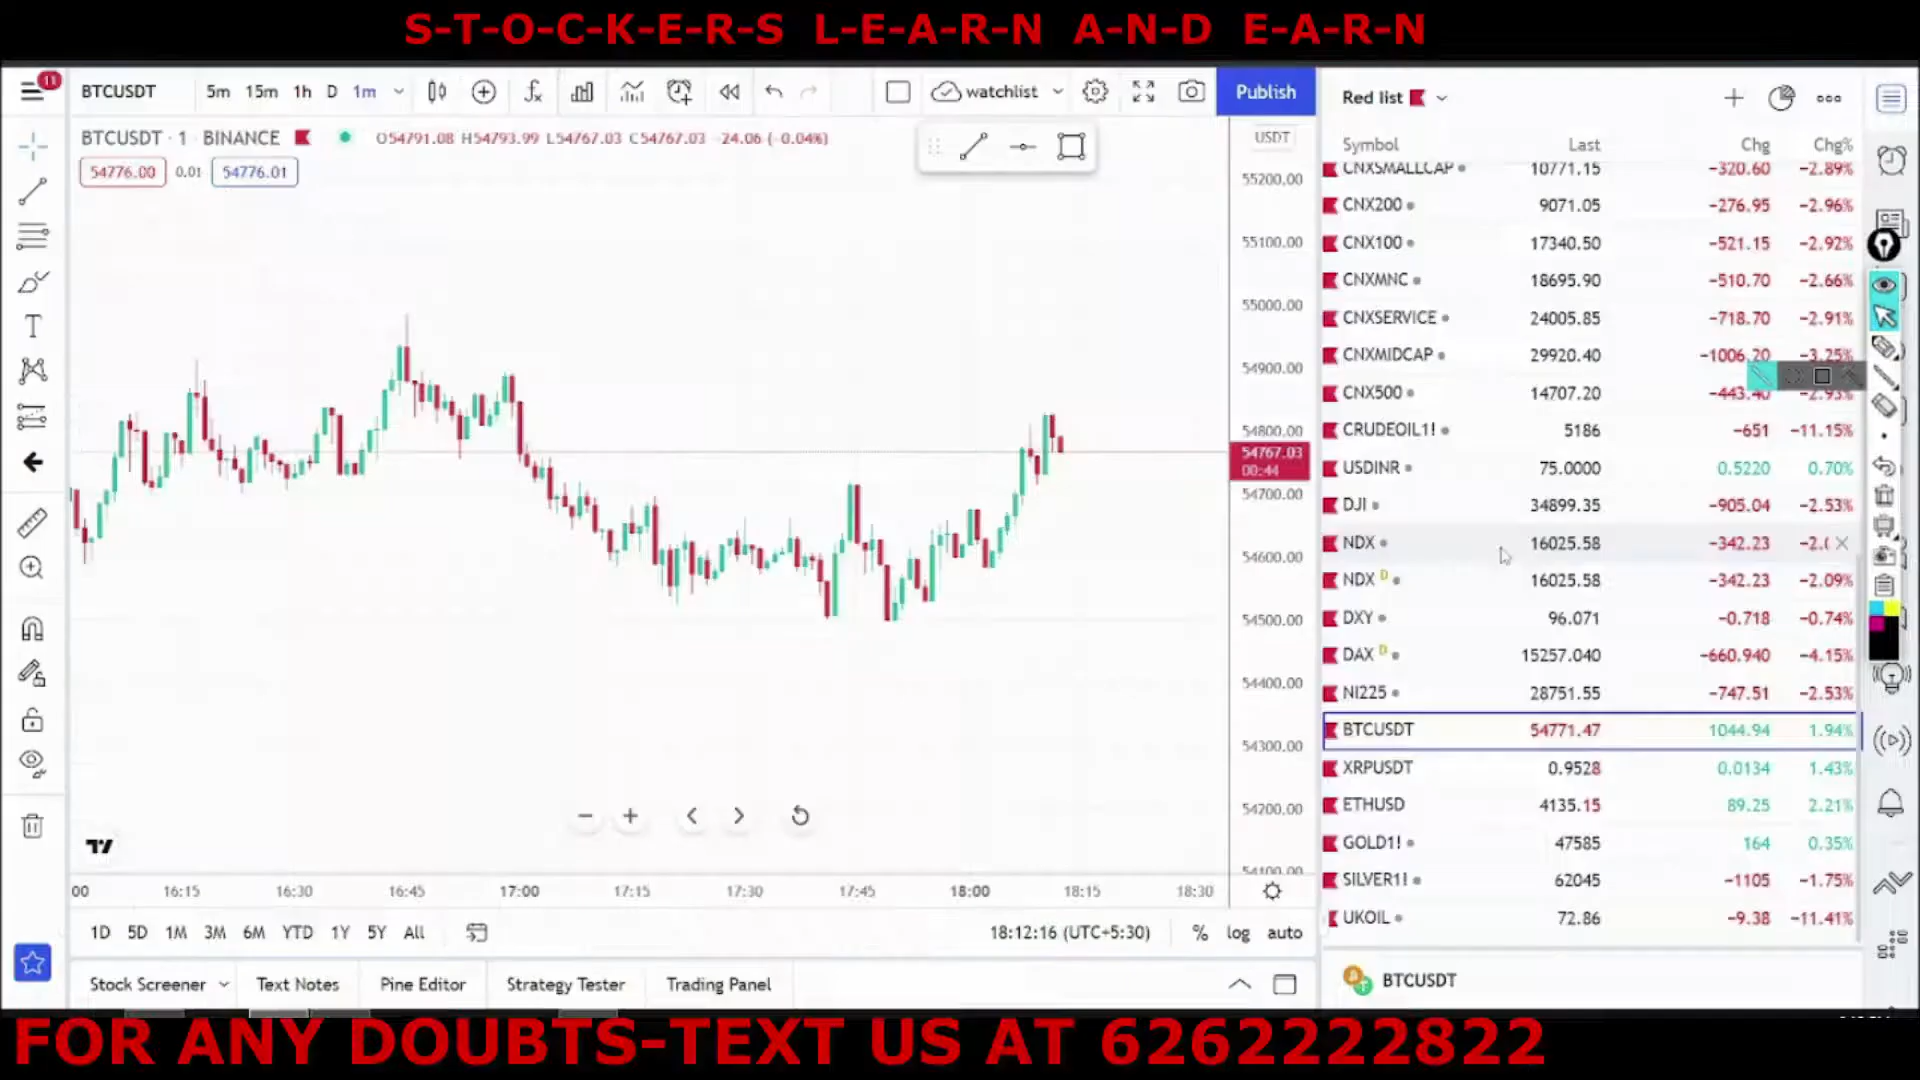 S-T-O-C-K-E-R-S L-E-A-R-N A-N-D E-A-R-N
11
BTCUSDT 5m 15m 1h D 1m watchlist Publish
BTCUSDT · 1 · BINANCE O54791.08 H54793.99 L54767.03 C54767.03 -24.06 (-0.04%)
54776.00 0.01 54776.01
USDT
55200.00
55100.00
55000.00
54900.00
54800.00
54767.03
00:44
54700.00
54600.00
54500.00
54400.00
54300.00
54200.00
54100.00
00 16:15 16:30 16:45 17:00 17:15 17:30 17:45 18:00 18:15 18:30
1D 5D 1M 3M 6M YTD 1Y 5Y All 18:12:16 (UTC+5:30) % log auto
Stock Screener Text Notes Pine Editor Strategy Tester Trading Panel
Red list
Symbol Last Chg Chg%
CNXSMALLCAP 10771.15 -320.60 -2.89%
CNX200 9071.05 -276.95 -2.96%
CNX100 17340.50 -521.15 -2.92%
CNXMNC 18695.90 -510.70 -2.66%
CNXSERVICE 24005.85 -718.70 -2.91%
CNXMIDCAP 29920.40 -1006.20 -3.25%
CNX500 14707.20 -443.40 -2.93%
CRUDEOIL1! 5186 -651 -11.15%
USDINR 75.0000 0.5220 0.70%
DJI 34899.35 -905.04 -2.53%
NDX 16025.58 -342.23
NDX D 16025.58 -342.23 -2.09%
DXY 96.071 -0.718 -0.74%
DAX D 15257.040 -660.940 -4.15%
NI225 28751.55 -747.51 -2.53%
BTCUSDT 54771.47 1044.94 1.94%
XRPUSDT 0.9528 0.0134 1.43%
ETHUSD 4135.15 89.25 2.21%
GOLD1! 47585 164 0.35%
SILVER1! 62045 -1105 -1.75%
UKOIL 72.86 -9.38 -11.41%
BTCUSDT
FOR ANY DOUBTS-TEXT US AT 6262222822